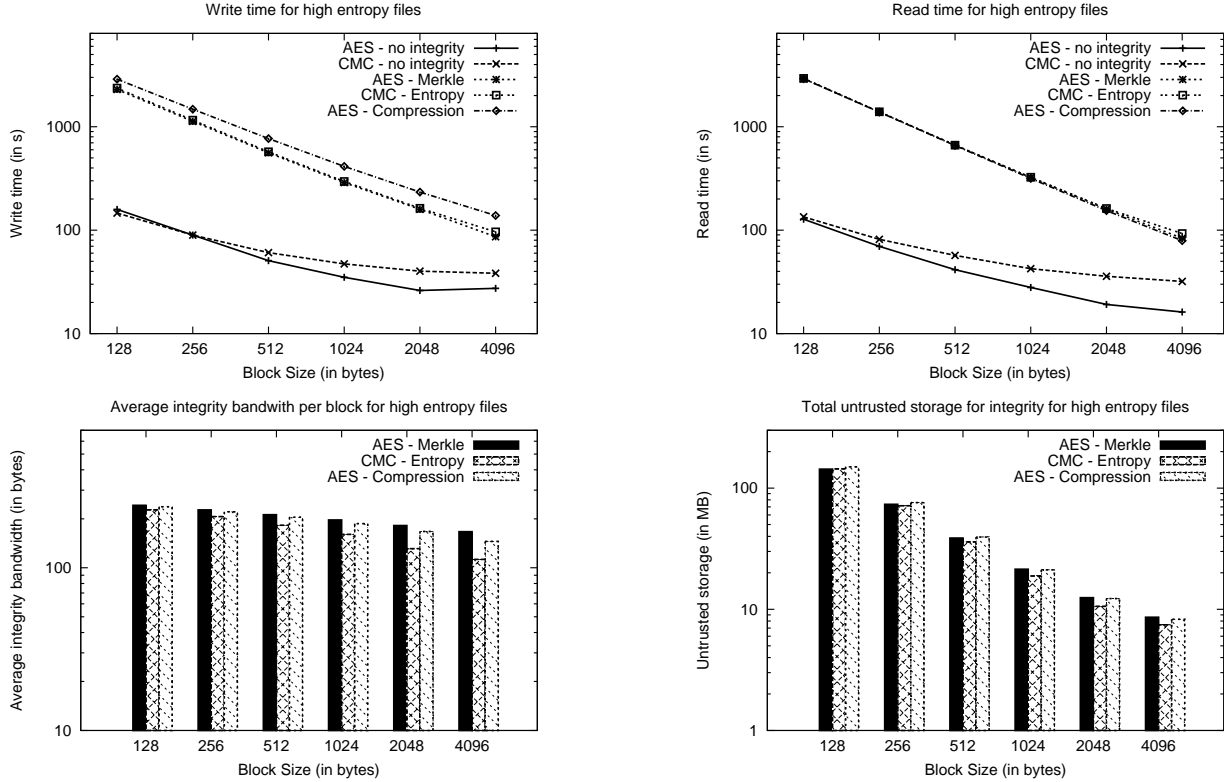 Write time for high entropy files
AES - no integrity
CMC - no integrity
AES - Merkle
CMC - Entropy
AES - Compression
1000
100
10
Write time (in s)
128 256 512 1024 2048 4096
Block Size (in bytes)
Read time for high entropy files
AES - no integrity
CMC - no integrity
AES - Merkle
CMC - Entropy
AES - Compression
1000
100
10
Read time (in s)
128 256 512 1024 2048 4096
Block Size (in bytes)
Average integrity bandwith per block for high entropy files
AES - Merkle
CMC - Entropy
AES - Compression
100
10
Average integrity bandwidth (in bytes)
128 256 512 1024 2048 4096
Block Size (in bytes)
Total untrusted storage for integrity for high entropy files
AES - Merkle
CMC - Entropy
AES - Compression
100
10
1
Untrusted storage (in MB)
128 256 512 1024 2048 4096
Block Size (in bytes)